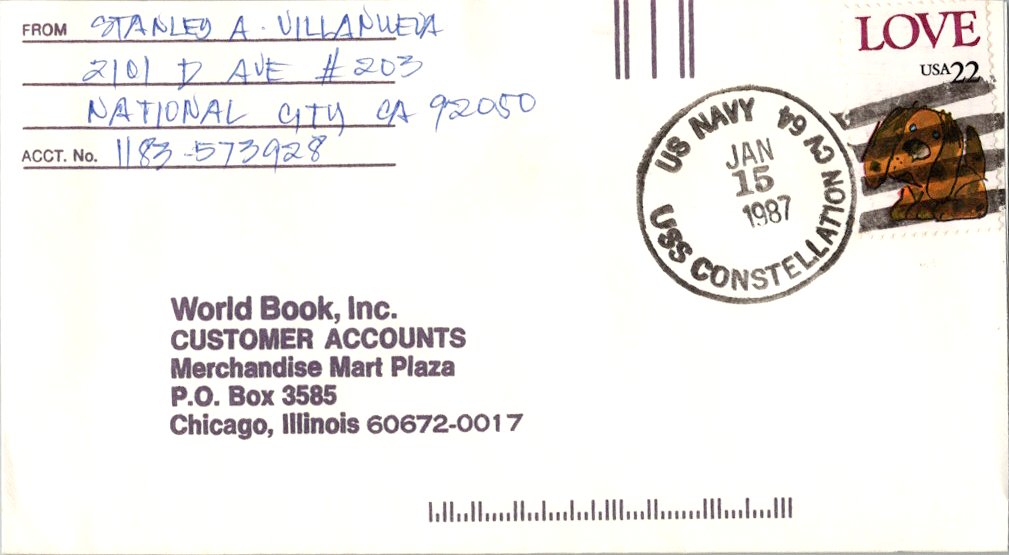 FROM STANLEY A. VILLANUEVA
2101 D AVE # 203
NATIONAL CITY CA 92050
ACCT. No. 1183-573928
LOVE
USA22
US NAVY
JAN
15
1987
USS CONSTELLATION CV 64
World Book, Inc.
CUSTOMER ACCOUNTS
Merchandise Mart Plaza
P.O. Box 3585
Chicago, Illinois 60672-0017